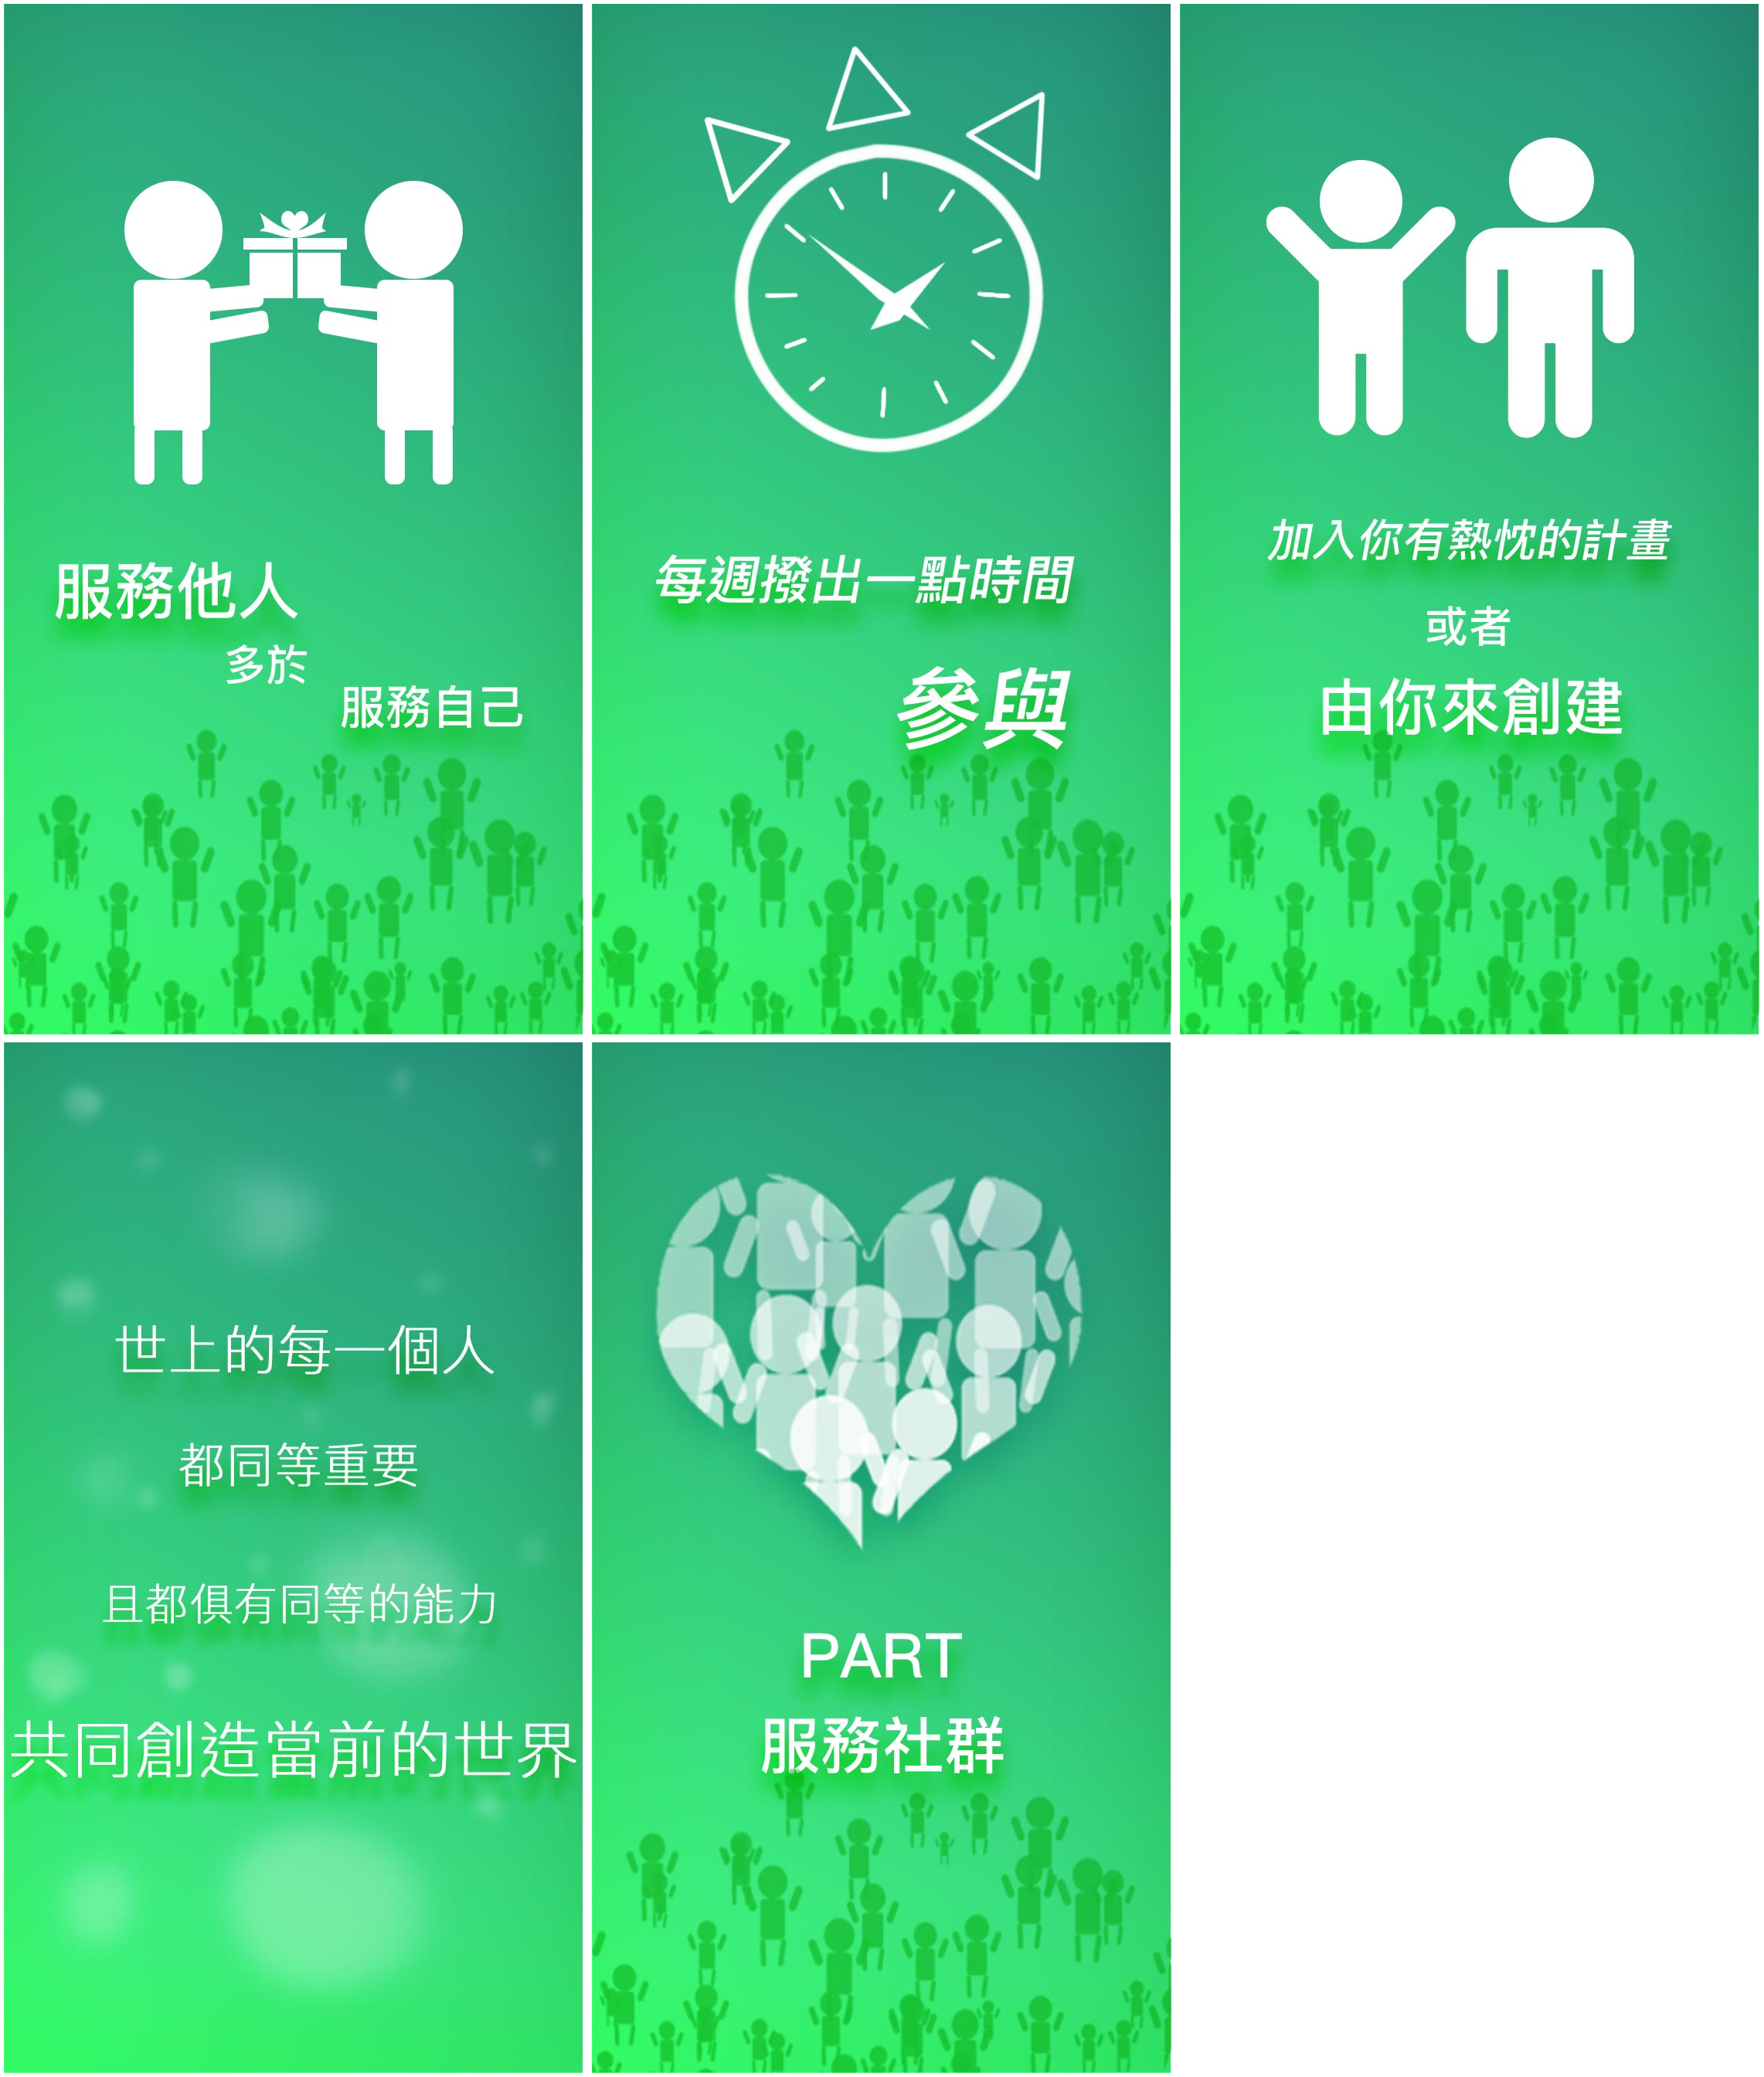 服務他人
多於
服務自己
每週撥出一點時間
參與
加入你有熱忱的計畫
或者
由你來創建
世上的每一個人
都同等重要
且都俱有同等的能力
共同創造當前的世界
PART
服務社群